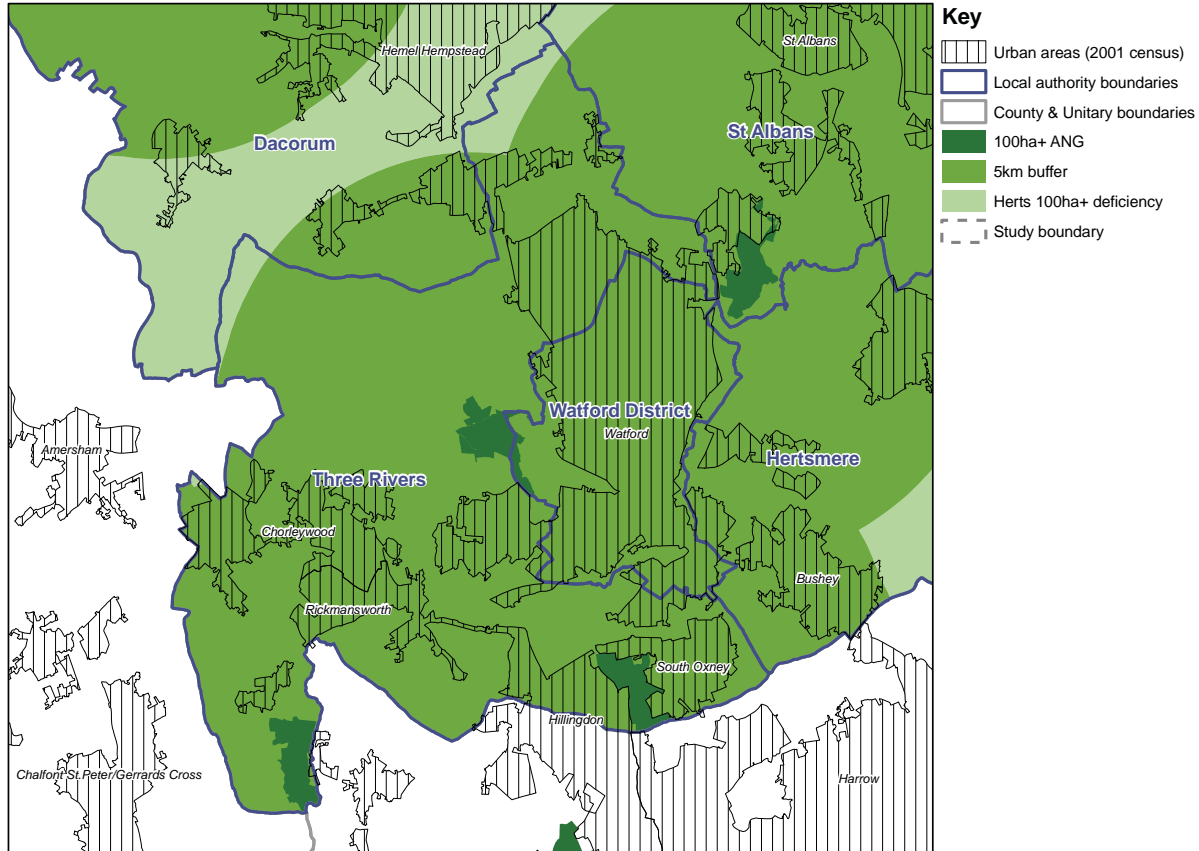 Hemel Hempstead
St Albans
Dacorum
St Albans
Watford District
Watford
Hertsmere
Amersham
Three Rivers
Chorleywood
Bushey
Rickmansworth
South Oxney
Hillingdon
Chalfont St.Peter/Gerrards Cross
Harrow
Key
Urban areas (2001 census)
Local authority boundaries
County & Unitary boundaries
100ha+ ANG
5km buffer
Herts 100ha+ deficiency
Study boundary